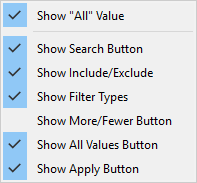 Show "All" Value
Show Search Button
Show Include/Exclude
Show Filter Types
Show More/Fewer Button
Show All Values Button
Show Apply Button